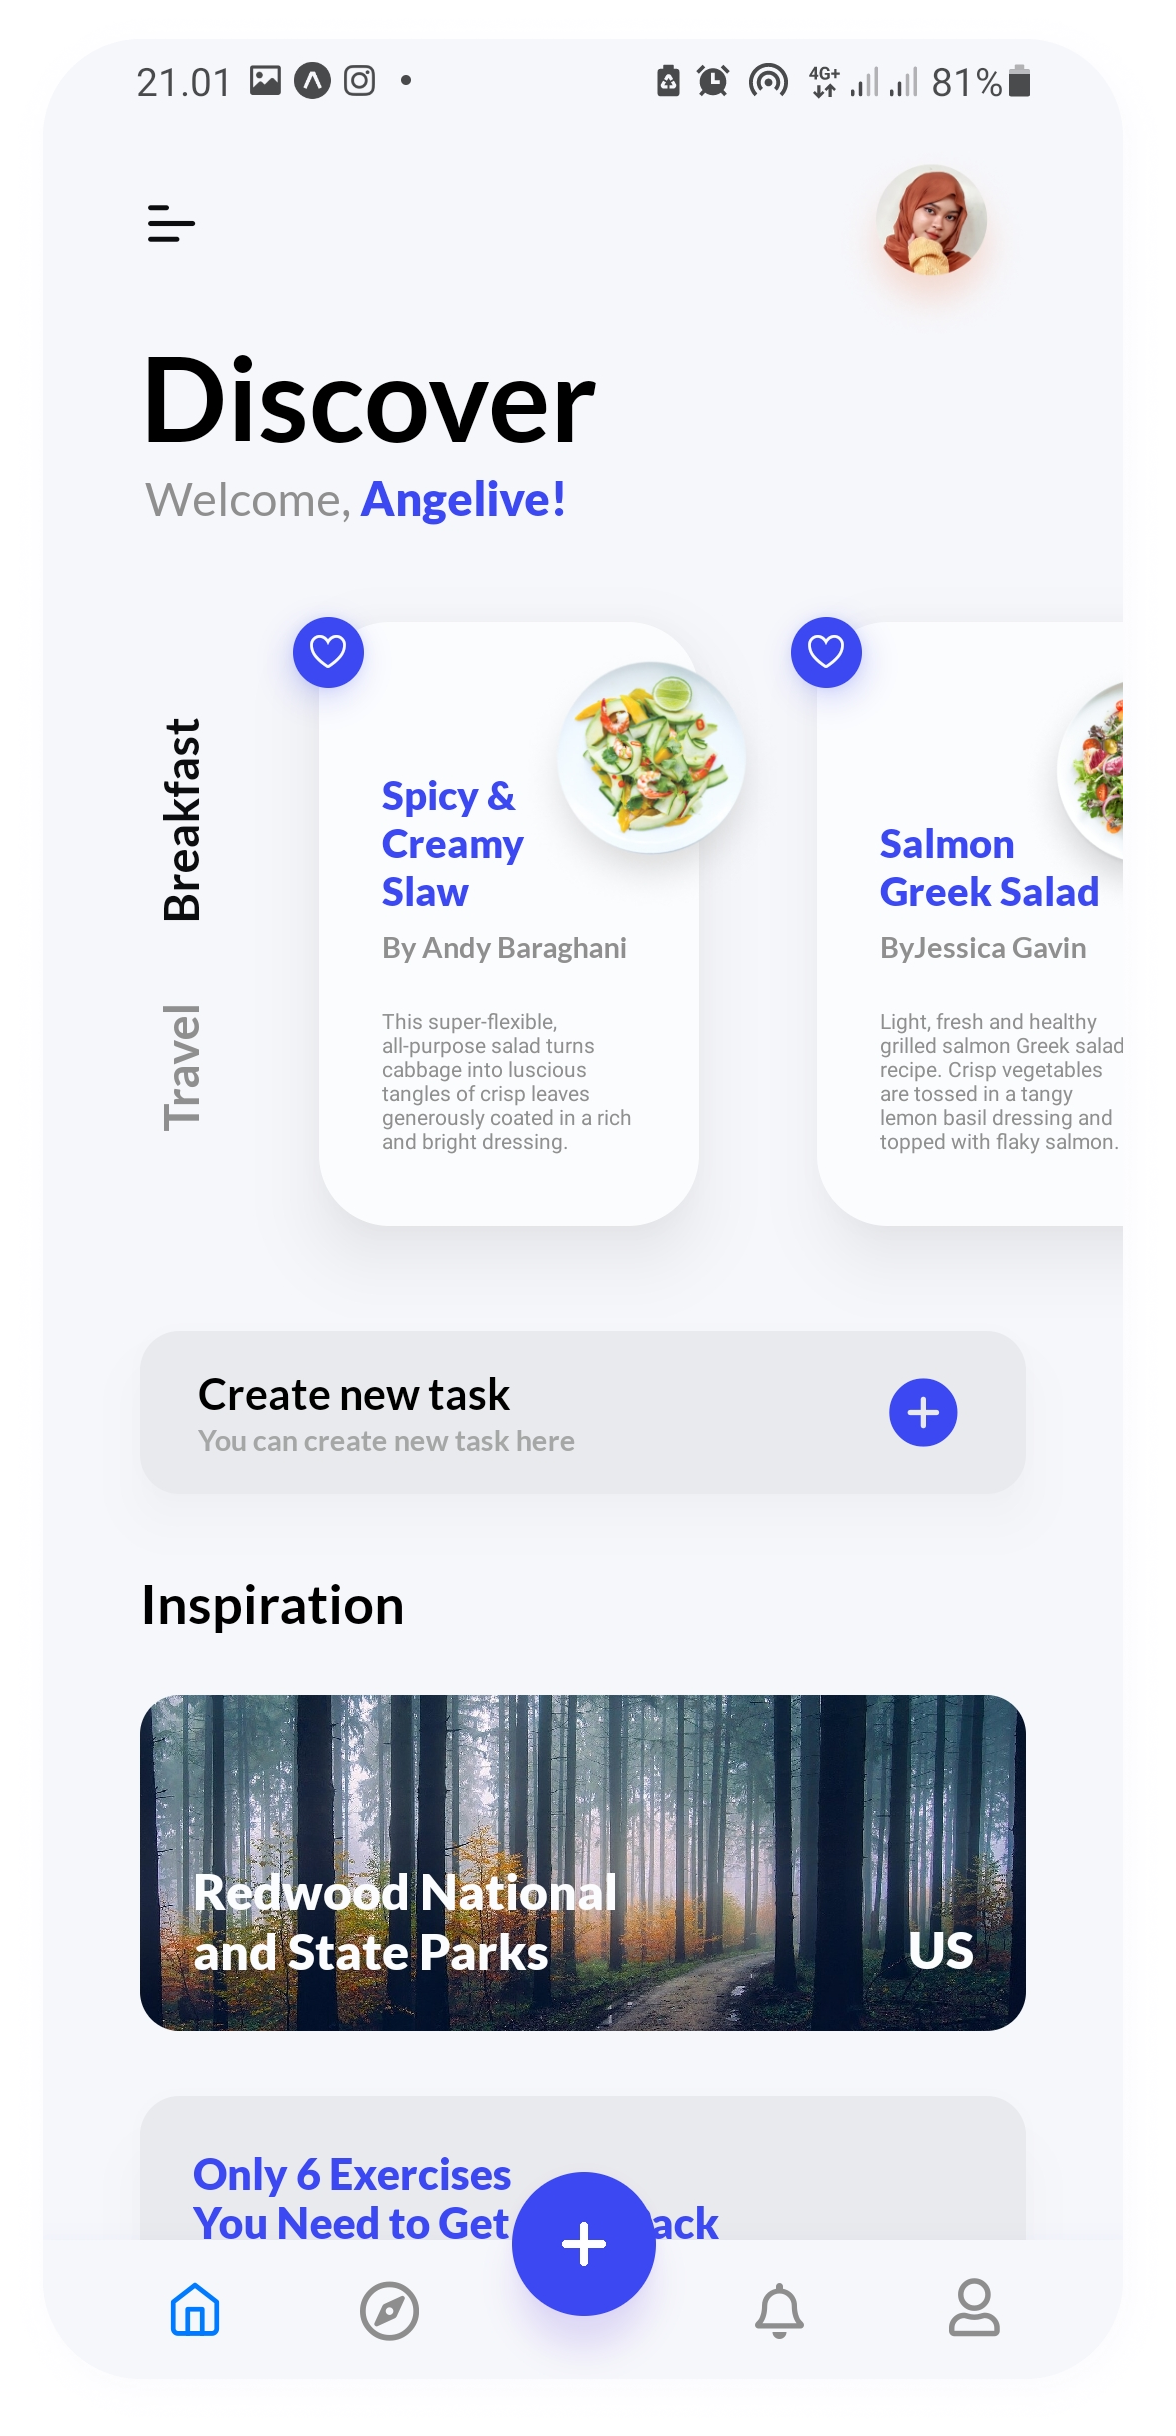 21.01
4G+
81%
Discover
Welcome, Angelive!
Breakfast
Travel
Spicy &
Creamy
Slaw
By Andy Baraghani
This super-flexible,
all-purpose salad turns
cabbage into luscious
tangles of crisp leaves
generously coated in a rich
and bright dressing.
Salmon
Greek Salad
ByJessica Gavin
Light, fresh and healthy
grilled salmon Greek salad
recipe. Crisp vegetables
are tossed in a tangy
lemon basil dressing and
topped with flaky salmon.
Create new task
You can create new task here
Inspiration
Redwood National
and State Parks
US
Only 6 Exercises
You Need to Get